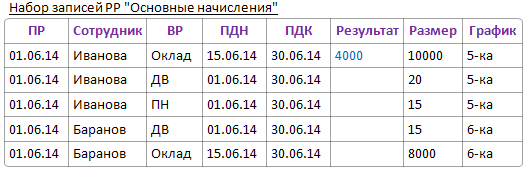 Набор записей РР "Основные начисления"
ПР Сотрудник ВР ПДН ПДК Результат Размер График
01.06.14 Иванова Оклад 15.06.14 30.06.14 4000 10000 5-ка
01.06.14 Иванова ДВ 01.06.14 30.06.14 20 5-ка
01.06.14 Иванова ПН 01.06.14 30.06.14 15 5-ка
01.06.14 Баранов ДВ 01.06.14 30.06.14 15 6-ка
01.06.14 Баранов Оклад 15.06.14 30.06.14 8000 6-ка